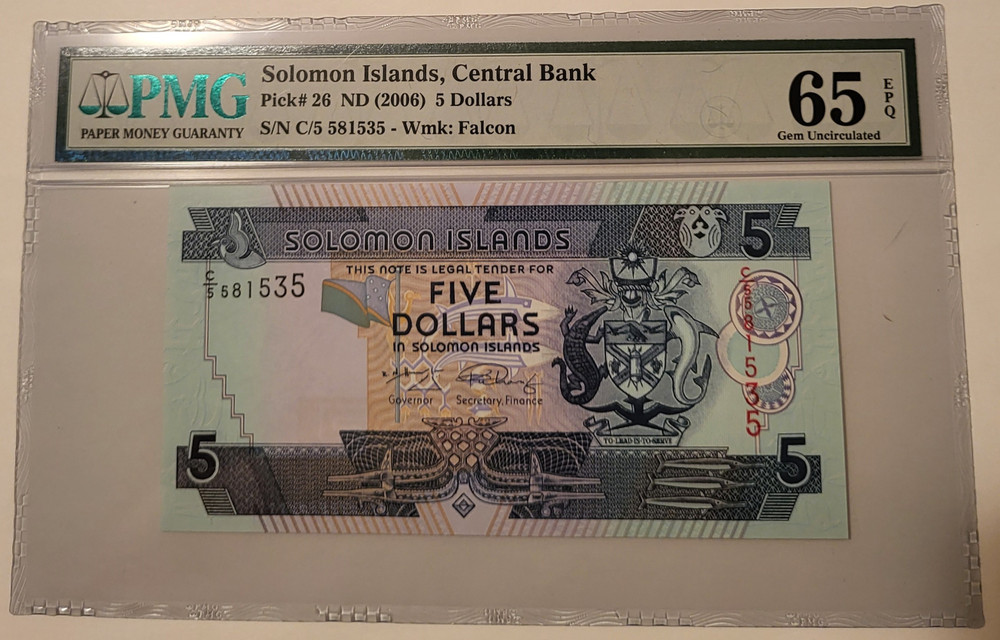 PMG
PAPER MONEY GUARANTY
Solomon Islands, Central Bank
Pick# 26 ND (2006) 5 Dollars
S/N C/5 581535 - Wmk: Falcon
65 EPQ
Gem Uncirculated
SOLOMON ISLANDS 5
C/5 581535
THIS NOTE IS LEGAL TENDER FOR
FIVE
DOLLARS
IN SOLOMON ISLANDS
Governor Secretary, Finance
C/5 581535
TO LEAD IS TO SERVE
5 5